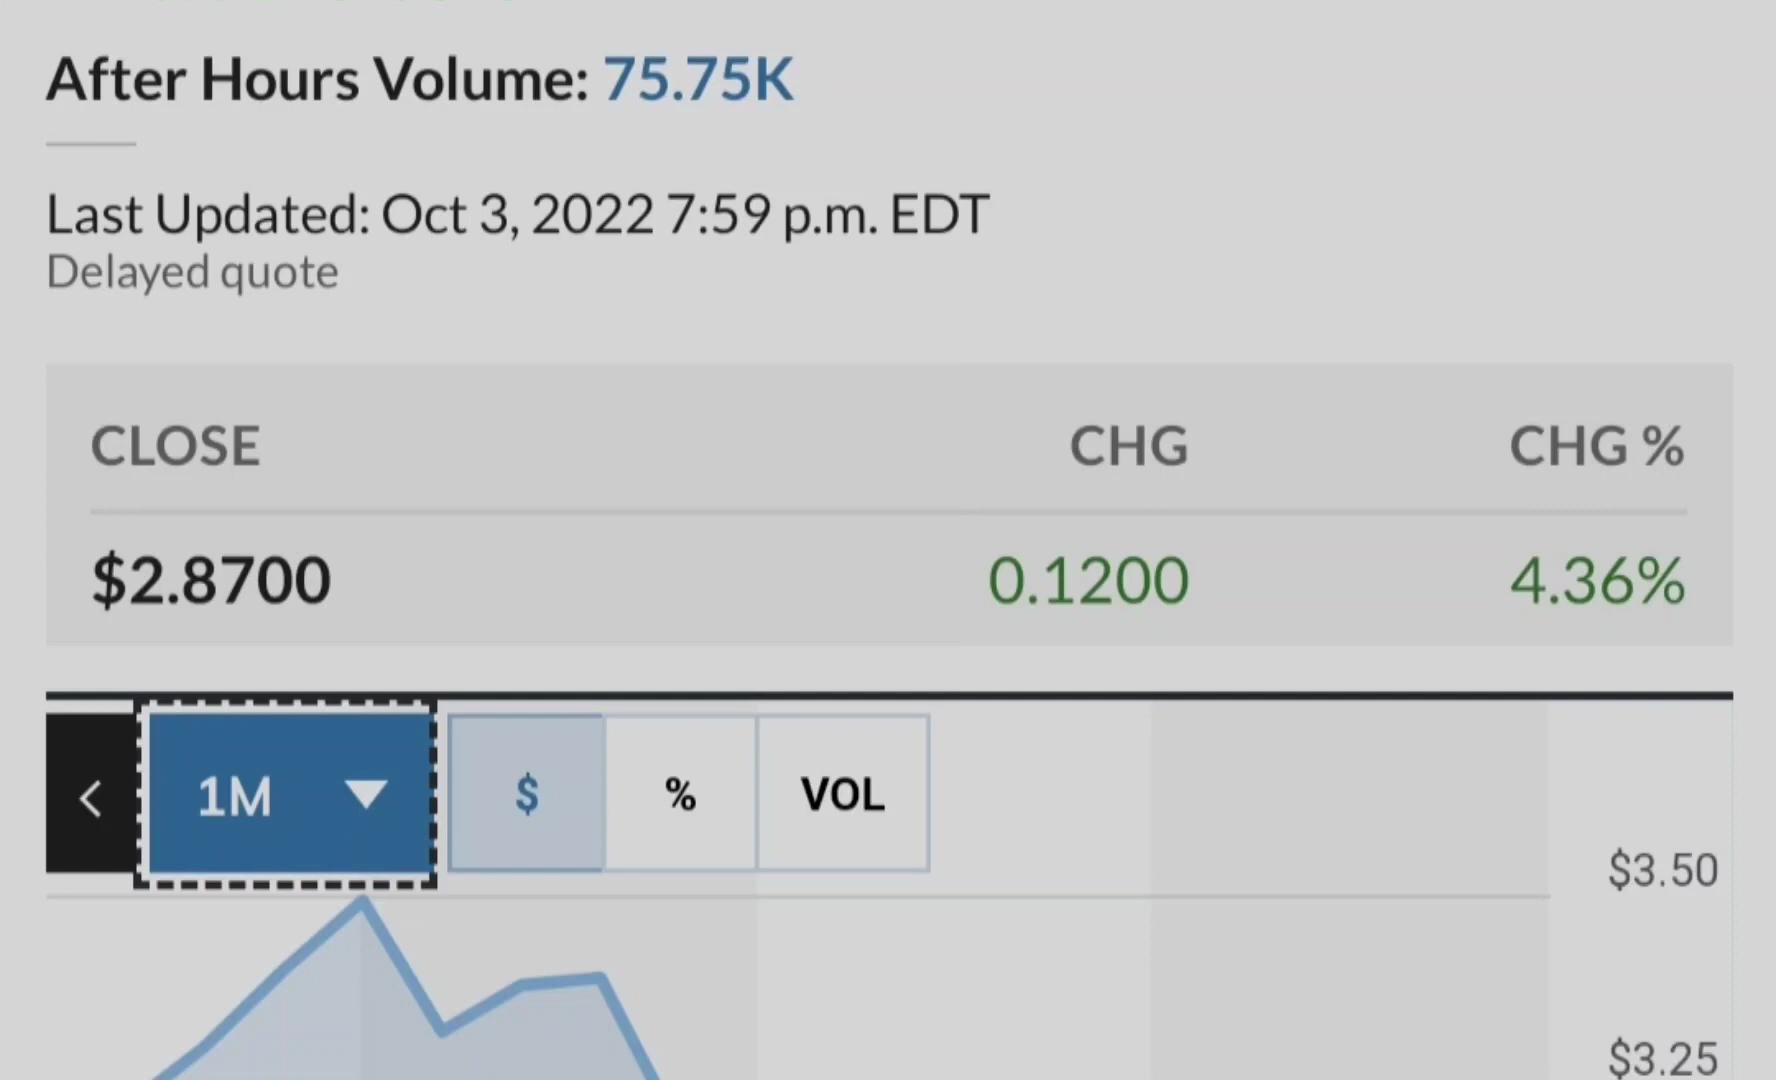 After Hours Volume: 75.75K
Last Updated: Oct 3, 2022 7:59 p.m. EDT
Delayed quote
CLOSE CHG CHG %
$2.8700 0.1200 4.36%
1M $ % VOL
$3.50
$3.25